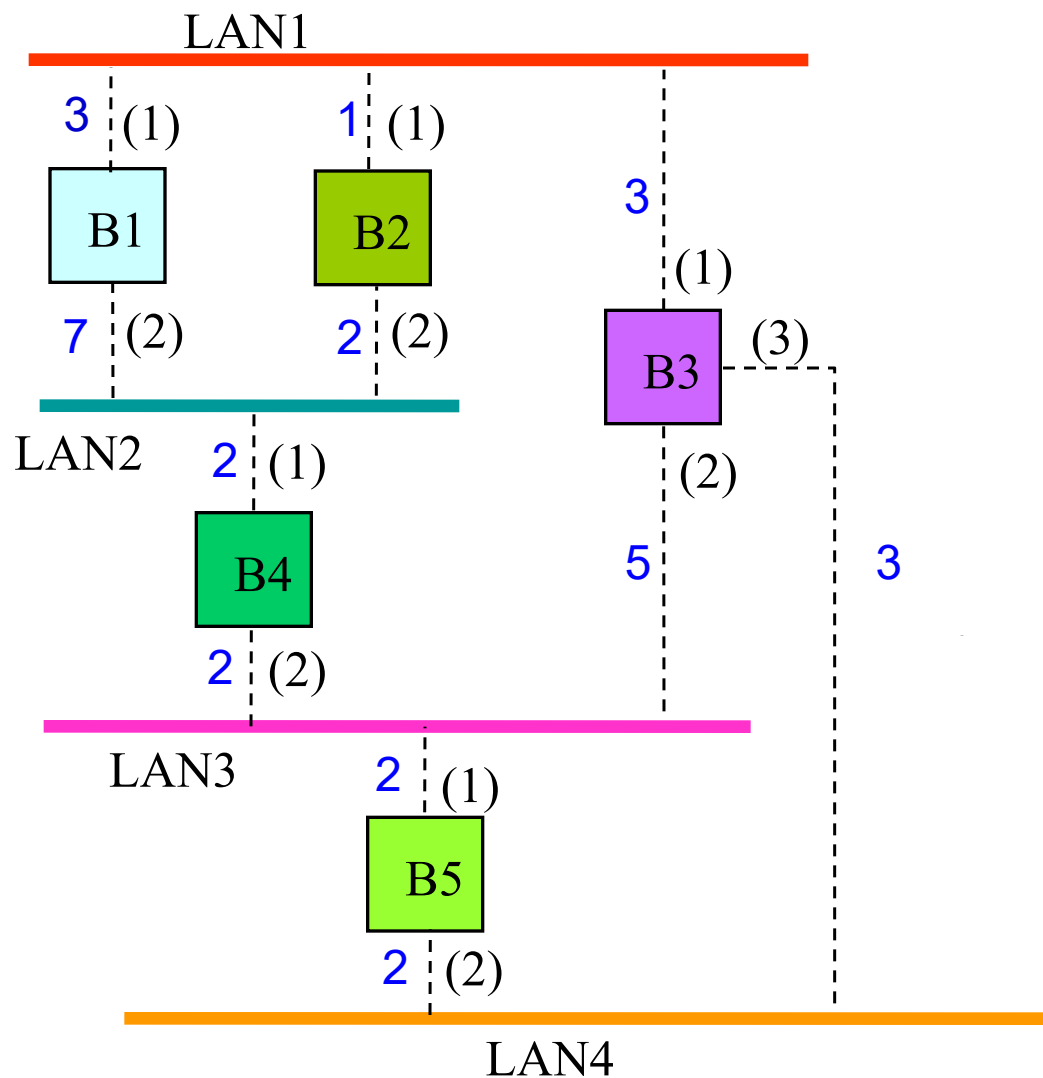 LAN1
3 (1) 1 (1)
B1 B2 3
(1)
7 (2) 2 (2) (3)
B3
LAN2 2 (1) (2)
B4 5 3
2 (2)
LAN3 2 (1)
B5
2 (2)
LAN4